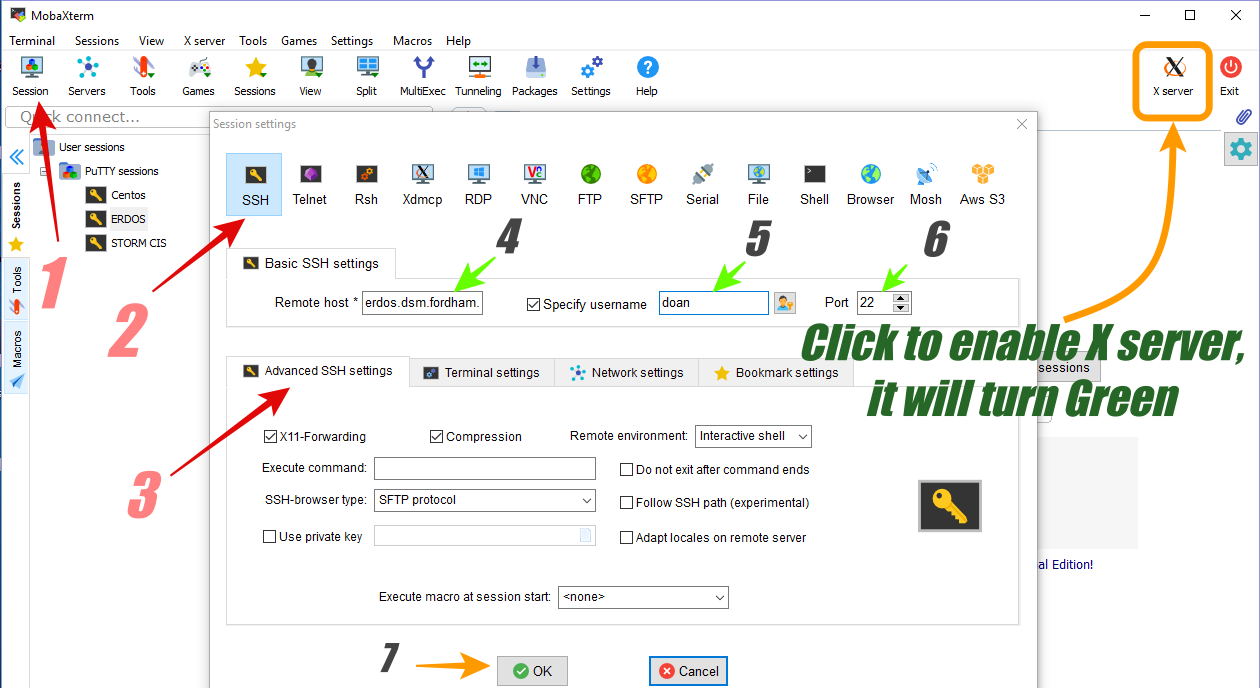 MobaXterm
Terminal Sessions View X server Tools Games Settings Macros Help
Session Servers Tools Games Sessions View Split MultiExec Tunneling Packages Settings Help X server Exit
Quick connect...
User sessions
PuTTY sessions
Centos
ERDOS
STORM CIS
Sessions
Tools
Macros
Session settings
SSH Telnet Rsh Xdmcp RDP VNC FTP SFTP Serial File Shell Browser Mosh Aws S3
1
2
4 5 6
Basic SSH settings
Remote host * erdos.dsm.fordham. Specify username doan Port 22
Click to enable X server,
it will turn Green
sessions
Advanced SSH settings Terminal settings Network settings Bookmark settings
3
X11-Forwarding Compression Remote environment: Interactive shell
Execute command: Do not exit after command ends
SSH-browser type: SFTP protocol Follow SSH path (experimental)
Use private key Adapt locales on remote server
al Edition!
Execute macro at session start: <none>
7 OK Cancel